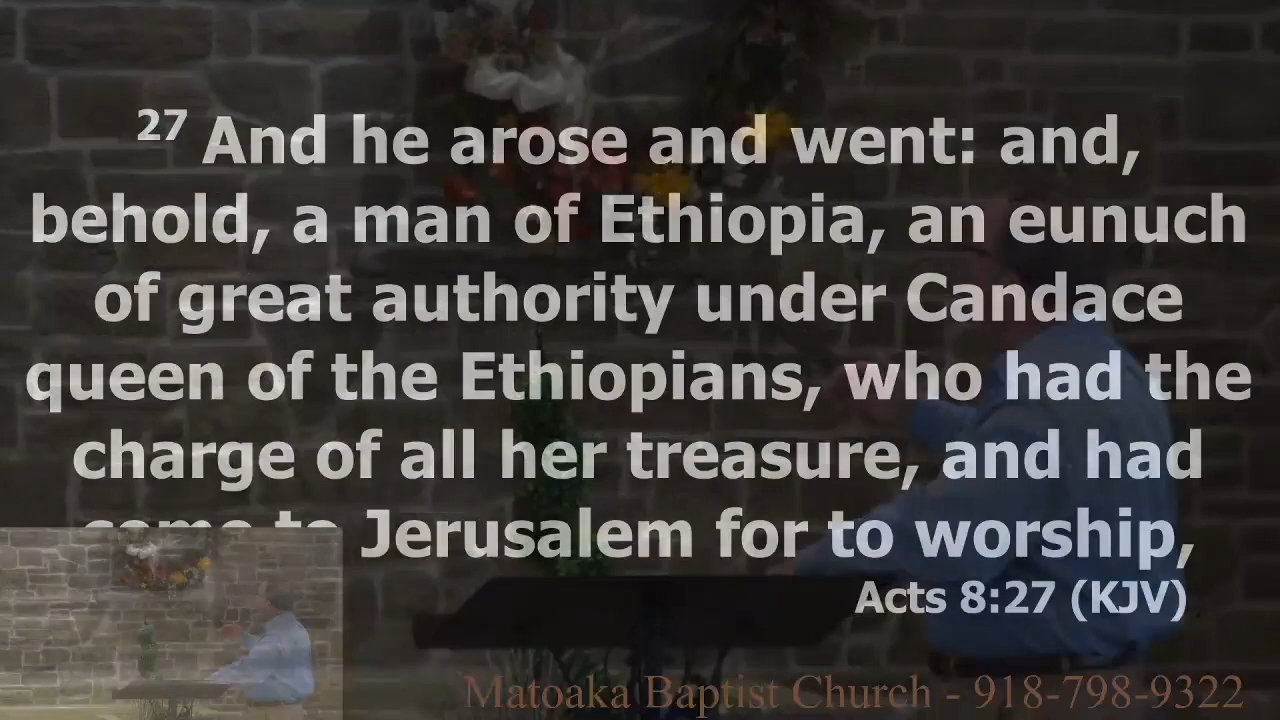 27 And he arose and went: and,
behold, a man of Ethiopia, an eunuch
of great authority under Candace
queen of the Ethiopians, who had the
charge of all her treasure, and had
come to Jerusalem for to worship,
Acts 8:27 (KJV)
Matoaka Baptist Church - 918-798-9322